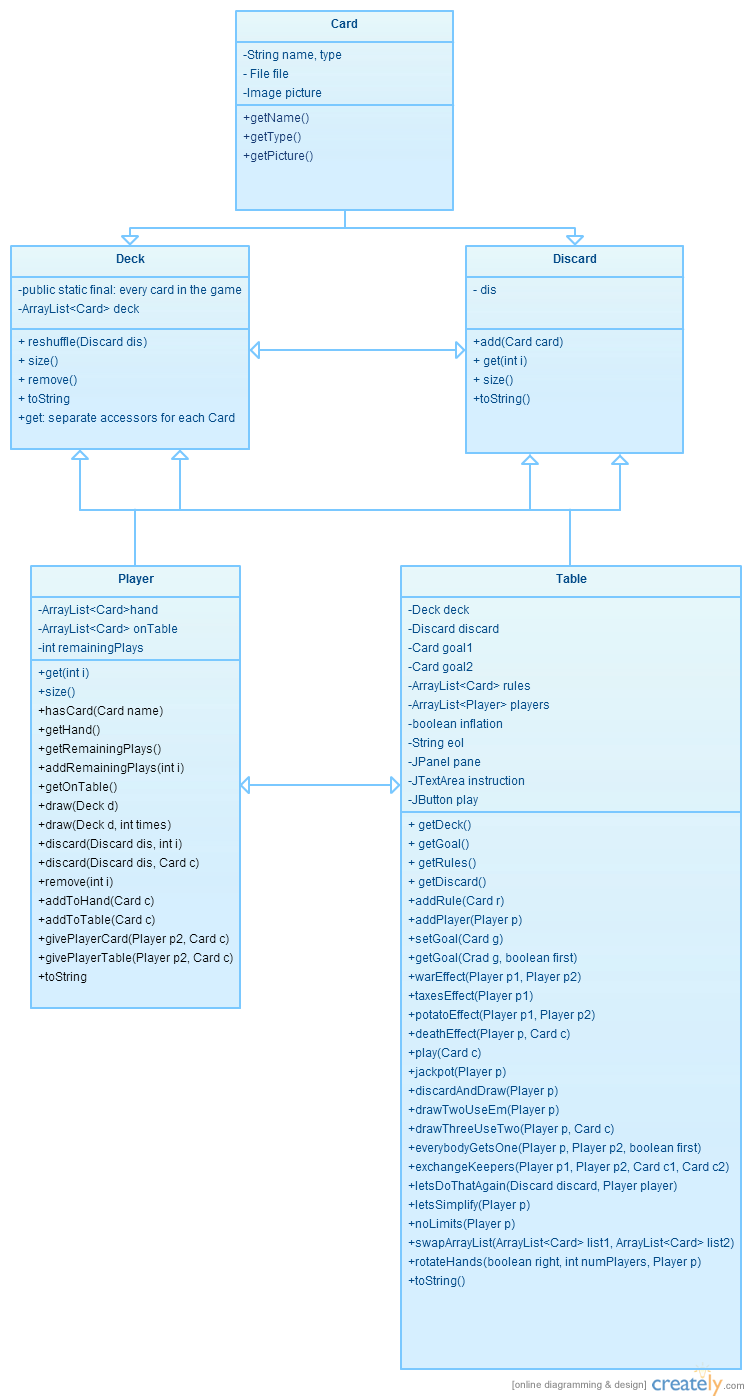 Card
-String name, type
- File file
-Image picture
+getName()
+getType()
+getPicture()
Deck
-public static final: every card in the game
-ArrayList<Card> deck
+ reshuffle(Discard dis)
+ size()
+ remove()
+ toString
+get: separate accessors for each Card
Discard
- dis
+add(Card card)
+ get(int i)
+ size()
+toString()
Player
-ArrayList<Card>hand
-ArrayList<Card> onTable
-int remainingPlays
+get(int i)
+size()
+hasCard(Card name)
+getHand()
+getRemainingPlays()
+addRemainingPlays(int i)
+getOnTable()
+draw(Deck d)
+draw(Deck d, int times)
+discard(Discard dis, int i)
+discard(Discard dis, Card c)
+remove(int i)
+addToHand(Card c)
+addToTable(Card c)
+givePlayerCard(Player p2, Card c)
+givePlayerTable(Player p2, Card c)
+toString
Table
-Deck deck
-Discard discard
-Card goal1
-Card goal2
-ArrayList<Card> rules
-ArrayList<Player> players
-boolean inflation
-String eol
-JPanel pane
-JTextArea instruction
-JButton play
+ getDeck()
+ getGoal()
+ getRules()
+ getDiscard()
+addRule(Card r)
+addPlayer(Player p)
+setGoal(Card g)
+getGoal(Crad g, boolean first)
+warEffect(Player p1, Player p2)
+taxesEffect(Player p1)
+potatoEffect(Player p1, Player p2)
+deathEffect(Player p, Card c)
+play(Card c)
+jackpot(Player p)
+discardAndDraw(Player p)
+drawTwoUseEm(Player p)
+drawThreeUseTwo(Player p, Card c)
+everybodyGetsOne(Player p, Player p2, boolean first)
+exchangeKeepers(Player p1, Player p2, Card c1, Card c2)
+letsDoThatAgain(Discard discard, Player player)
+letsSimplify(Player p)
+noLimits(Player p)
+swapArrayList(ArrayList<Card> list1, ArrayList<Card> list2)
+rotateHands(boolean right, int numPlayers, Player p)
+toString()
[online diagramming & design] creately.com